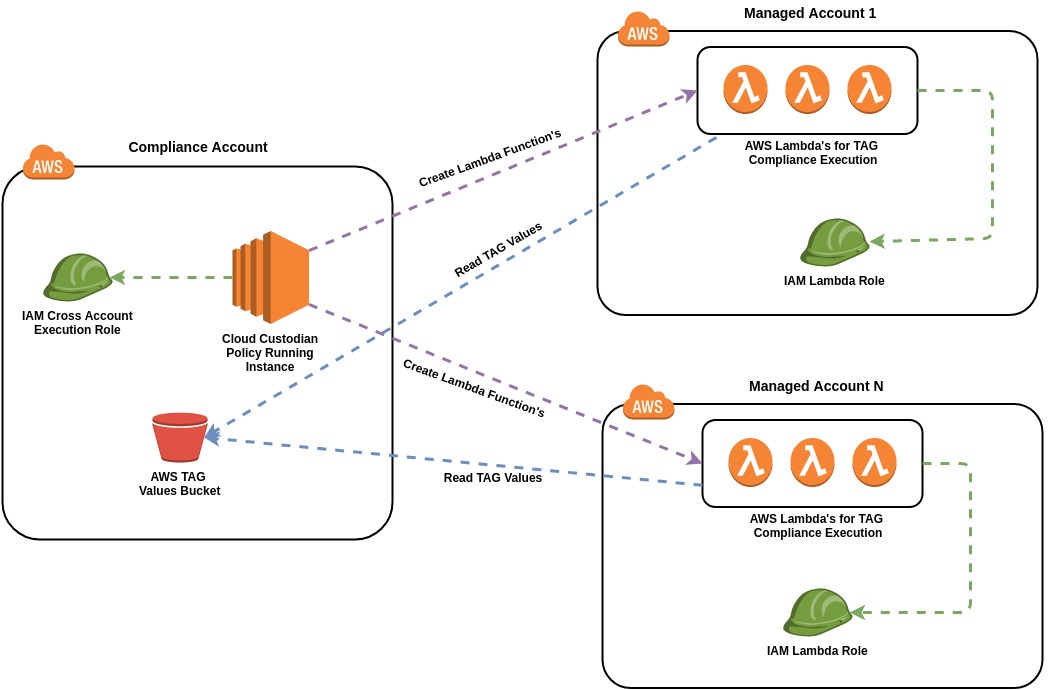 Managed Account 1
AWS
AWS Lambda's for TAG
Compliance Execution
IAM Lambda Role
Compliance Account
AWS
Create Lambda Function's
Read TAG Values
IAM Cross Account
Execution Role
Cloud Custodian
Policy Running
Instance
Create Lambda Function's
AWS TAG
Values Bucket
Read TAG Values
Managed Account N
AWS
AWS Lambda's for TAG
Compliance Execution
IAM Lambda Role